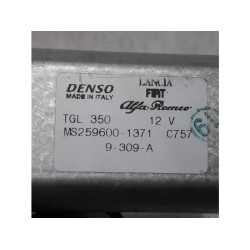 DENSO
MADE IN ITALY
LANCIA
FIAT
Alfa Romeo
TGL 350 12 V
MS259600-1371 C757
9-309-A